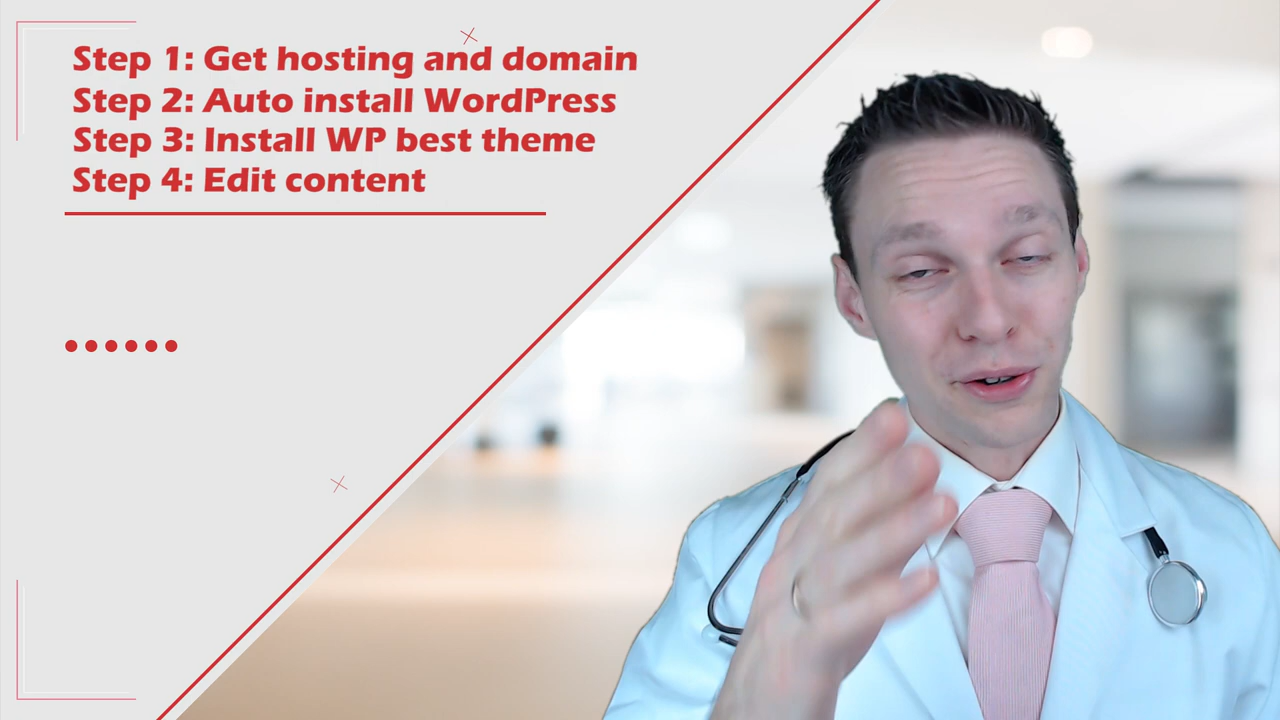 Step 1: Get hosting and domain
Step 2: Auto install WordPress
Step 3: Install WP best theme
Step 4: Edit content